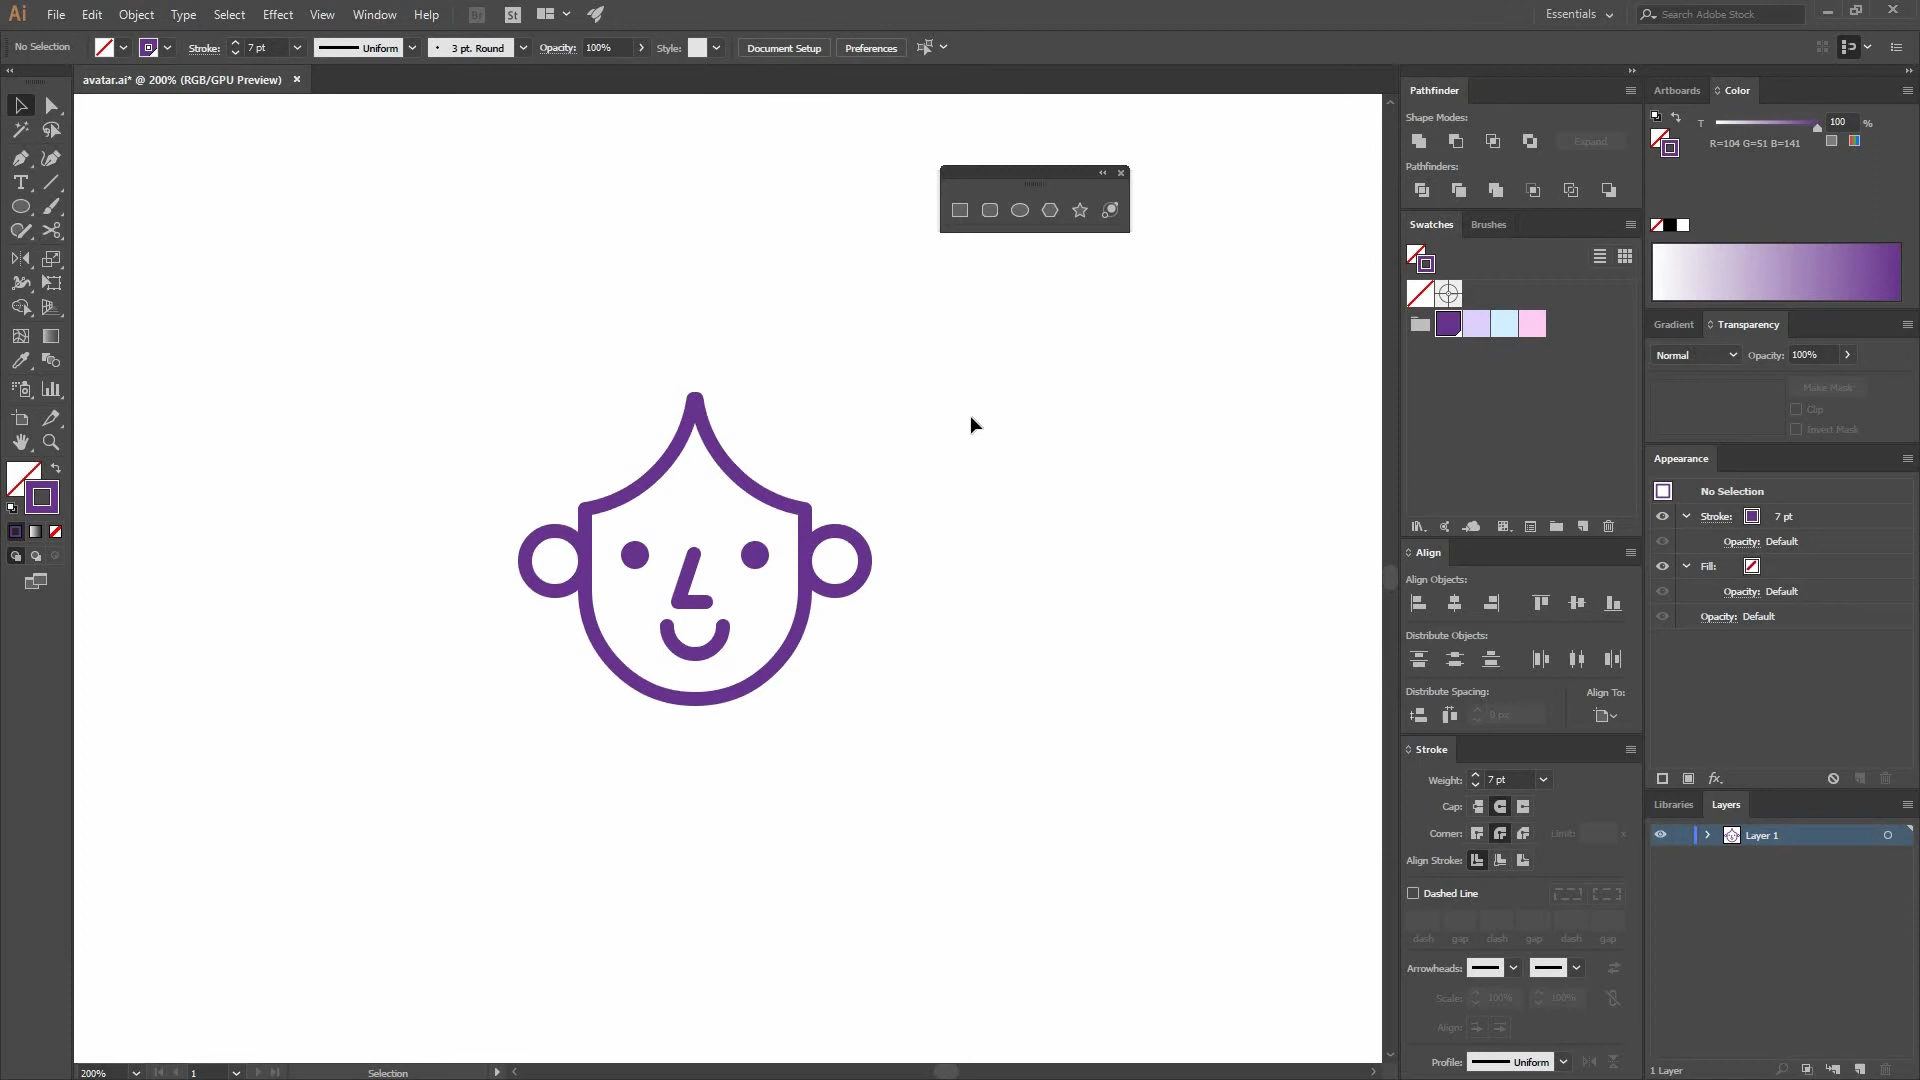 Ai File Edit Object Type Select Effect View Window Help Br St Essentials Search Adobe Stock
No Selection Stroke: 7 pt Uniform 3 pt. Round Opacity: 100% Style: Document Setup Preferences
avatar.ai* @ 200% (RGB/GPU Preview)
Pathfinder
Shape Modes:
Expand
Pathfinders:
Swatches Brushes
Align
Align Objects:
Distribute Objects:
Distribute Spacing: Align To:
0 px
Stroke
Weight: 7 pt
Cap:
Corner: Limit: x
Align Stroke:
Dashed Line
dash gap dash gap dash gap
Arrowheads:
Scale: 100% 100%
Align:
Profile: Uniform
Artboards Color
T 100 %
R=104 G=51 B=141
Gradient Transparency
Normal Opacity: 100%
Make Mask
Clip
Invert Mask
Appearance
No Selection
Stroke: 7 pt
Opacity: Default
Fill:
Opacity: Default
Opacity: Default
fx.
Libraries Layers
Layer 1
1 Layer
200% 1 Selection